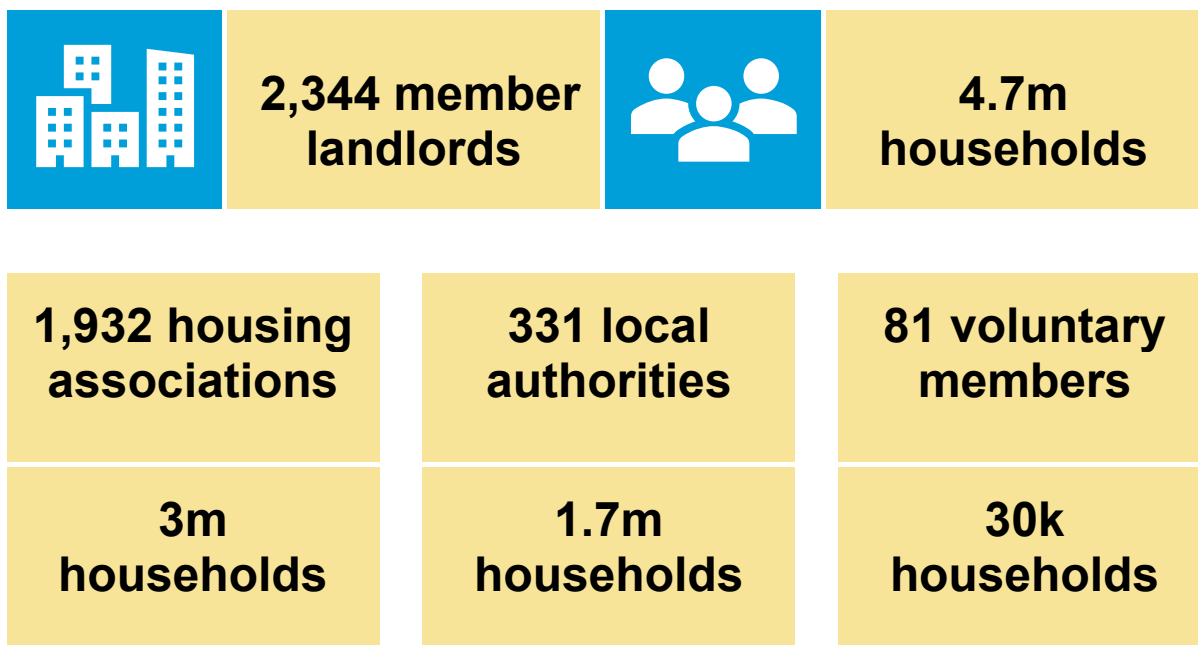 2,344 member
landlords
4.7m
households
1,932 housing
associations
331 local
authorities
81 voluntary
members
3m
households
1.7m
households
30k
households